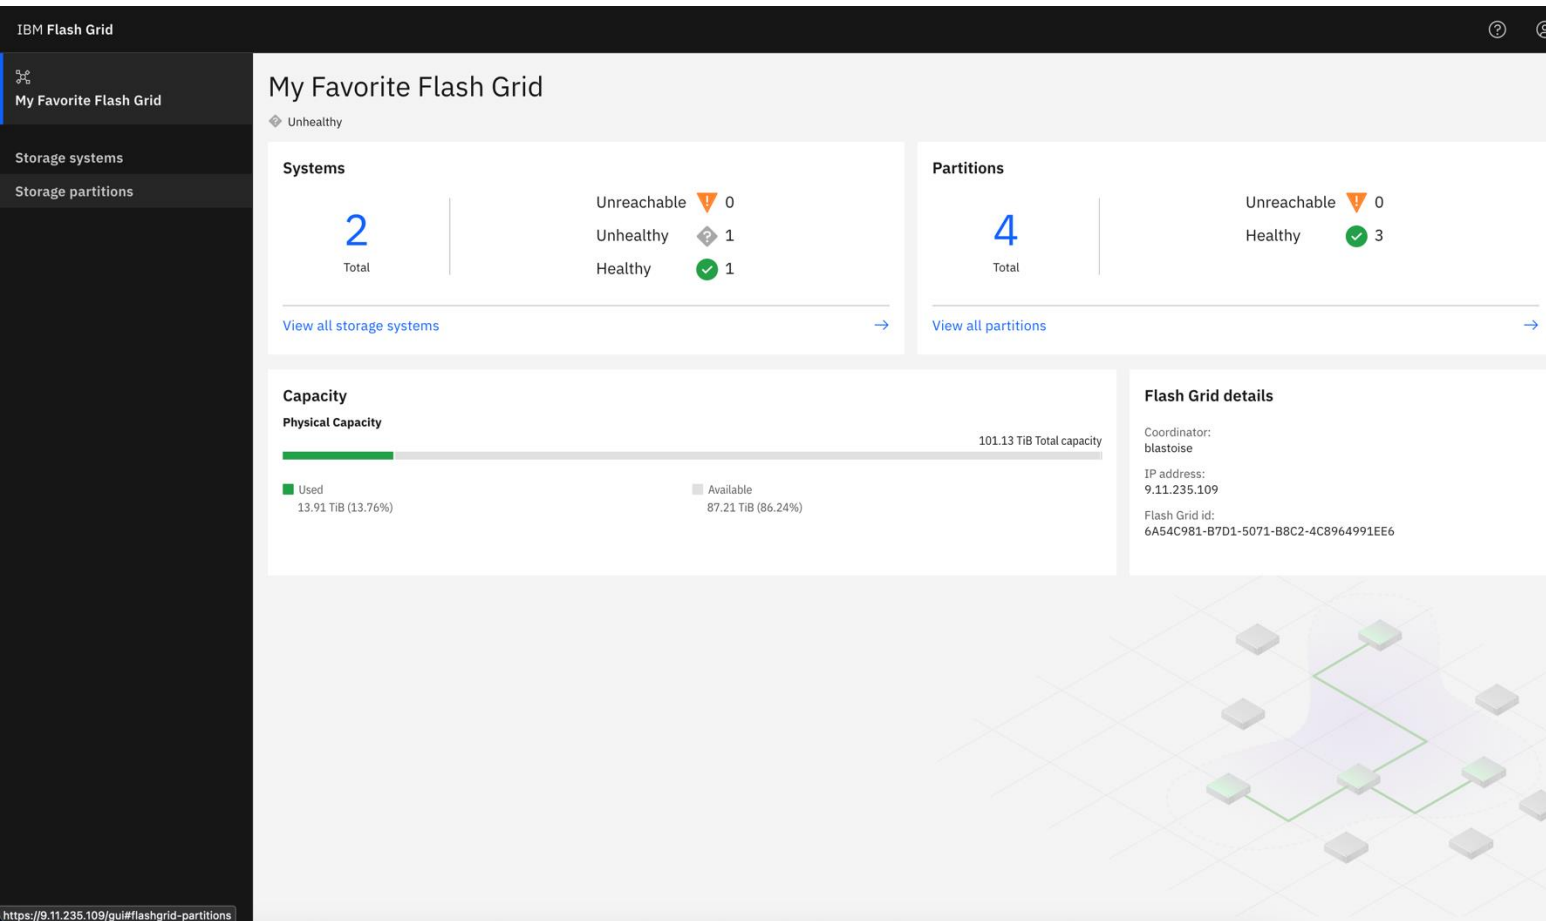 IBM Flash Grid
My Favorite Flash Grid
Storage systems
Storage partitions
My Favorite Flash Grid
Unhealthy
Systems
2
Total
Unreachable 0
Unhealthy 1
Healthy 1
View all storage systems
Partitions
4
Total
Unreachable 0
Healthy 3
View all partitions
Capacity
Physical Capacity
101.13 TiB Total capacity
Used
13.91 TiB (13.76%)
Available
87.21 TiB (86.24%)
Flash Grid details
Coordinator:
blastoise
IP address:
9.11.235.109
Flash Grid id:
6A54C981-B7D1-5071-B8C2-4C8964991EE6
https://9.11.235.109/gui#flashgrid-partitions